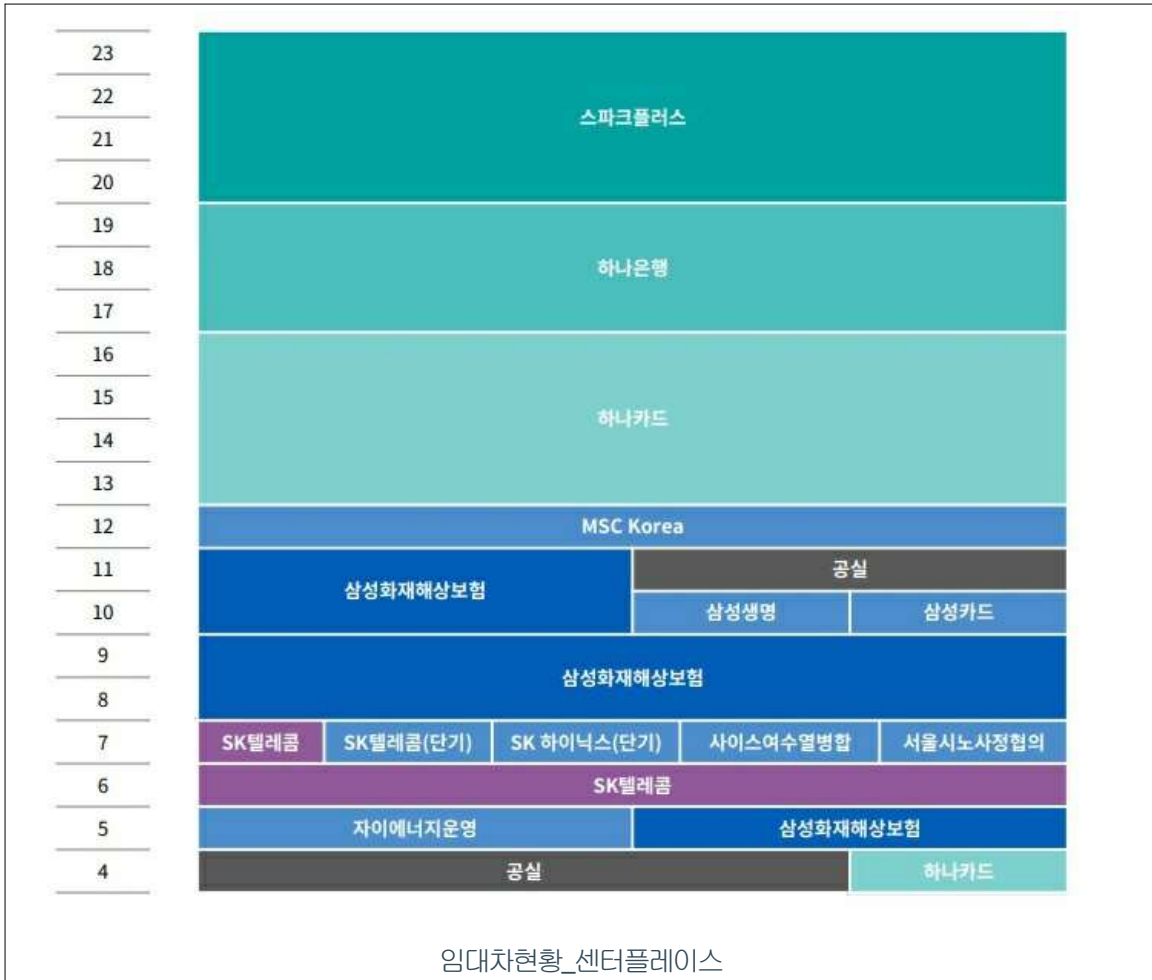 23
22
스파크플러스
21
20
19
18
하나은행
17
16
15
하나카드
14
13
12
MSC Korea
11
공실
삼성화재해상보험
10
삼성생명
삼성카드
9
삼성화재해상보험
8
7
SK텔레콤
SK텔레콤(단기)
SK 하이닉스(단기)
사이스여수열병합
서울시노사정협의
6
SK텔레콤
5
자이에너지운영
삼성화재해상보험
4
공실
하나카드
임대차현황_센터플레이스